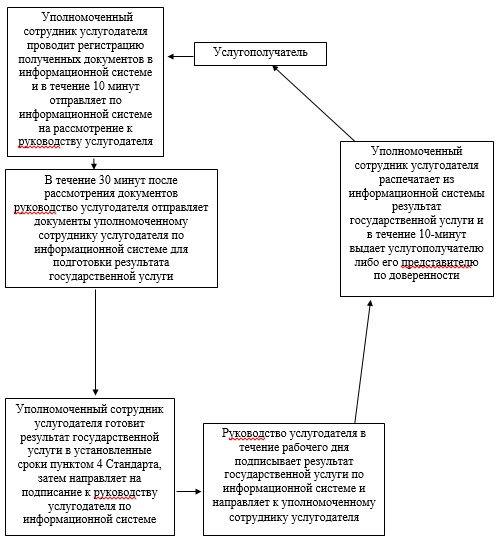 Уполномоченный
сотрудник услугодателя
проводит регистрацию
полученных документов в
информационной системе
и в течение 10 минут
отправляет по
информационной системе
на рассмотрение к
руководству услугодателя
Услугополучатель
В течение 30 минут после
рассмотрения документов
руководство услугодателя отправляет
документы уполномоченному
сотруднику услугодателя по
информационной системе для
подготовки результата
государственной услуги
Уполномоченный сотрудник
услугодателя готовит
результат государственной
услуги в установленные
сроки пунктом 4 Стандарта,
затем направляет на
подписание к руководству
услугодателя по
информационной системе
Руководство услугодателя в
течение рабочего дня
подписывает результат
государственной услуги по
информационной системе и
направляет к уполномоченному
сотруднику услугодателя
Уполномоченный
сотрудник услугодателя
распечатает из
информационной системы
результат
государственной услуги и
в течение 10-минут
выдает услугополучателю
либо его представителю
по доверенности